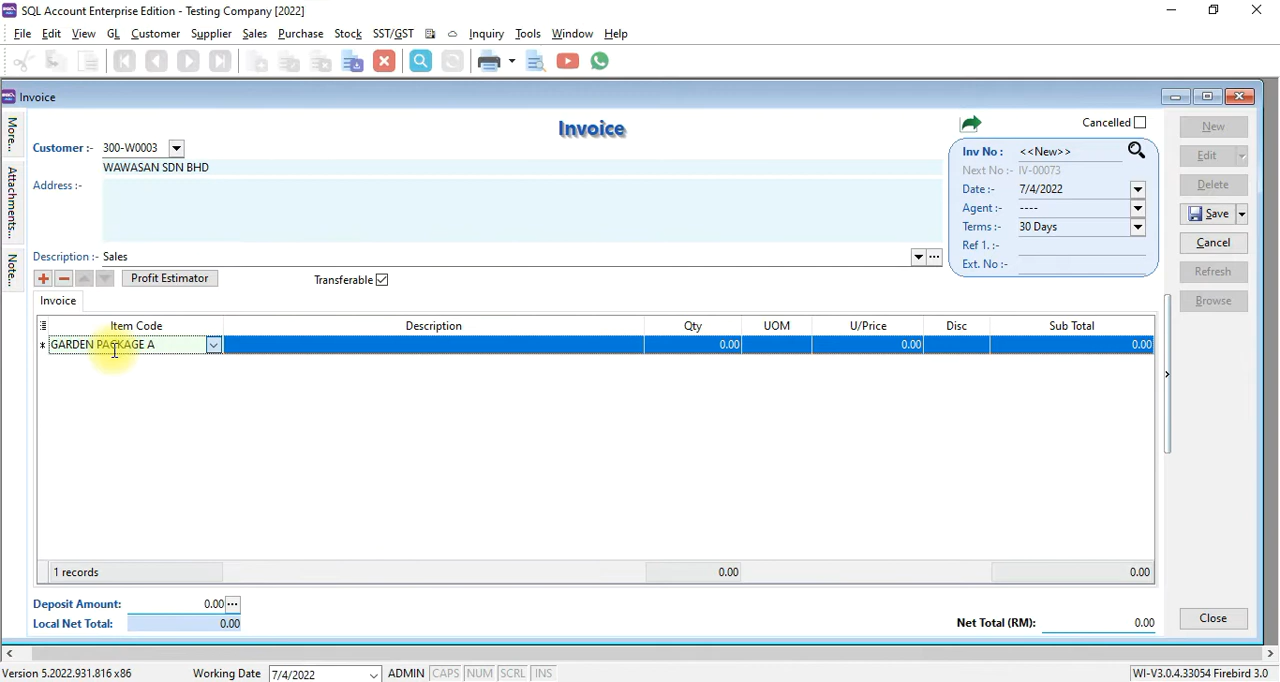 SQL Account Enterprise Edition - Testing Company [2022]
File Edit View GL Customer Supplier Sales Purchase Stock SST/GST Inquiry Tools Window Help
Invoice
More...
Attachments...
Note...
Invoice
Cancelled
Customer :- 300-W0003
WAWASAN SDN BHD
Address :-
Inv No : <<New>>
Next No :- IV-00073
Date :- 7/4/2022
Agent :- ----
Terms :- 30 Days
Ref 1. :-
Ext. No :-
New
Edit
Delete
Save
Cancel
Refresh
Browse
Description :- Sales
Profit Estimator
Transferable
Invoice
Item Code Description Qty UOM U/Price Disc Sub Total
GARDEN PACKAGE A 0.00 0.00 0.00
1 records 0.00 0.00
Deposit Amount: 0.00
Local Net Total: 0.00
Net Total (RM): 0.00
Close
Version 5.2022.931.816 x86 Working Date 7/4/2022 ADMIN CAPS NUM SCRL INS WI-V3.0.4.33054 Firebird 3.0